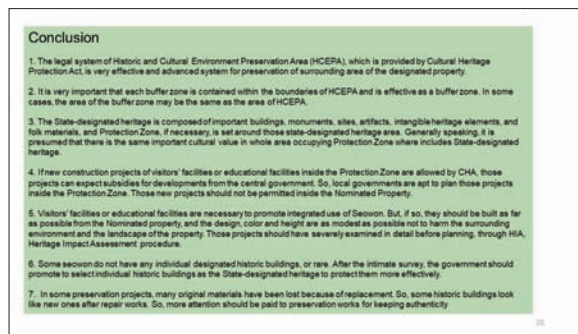 Conclusion
1. The legal system of Historic and Cultural Environment Preservation Area (HCEPA), which is provided by Cultural Heritage
Protection Act, is very effective and advanced system for preservation of surrounding area of the designated property.
2. It is very important that each buffer zone is contained within the boundaries of HCEPA and is effective as a buffer zone. In some
cases, the area of the buffer zone may be the same as the area of HCEPA.
3. The State-designated heritage is composed of important buildings, monuments, sites, artifacts, intangible heritage elements, and
folk materials, and Protection Zone, if necessary, is set around those state-designated heritage area. Generally speaking, it is
presumed that there is the same important cultural value in whole area occupying Protection Zone where includes State-designated
heritage.
4. If new construction projects of visitors' facilities or educational facilities inside the Protection Zone are allowed by CHA, those
projects can expect subsidies for developments from the central government. So, local governments are apt to plan those projects
inside the Protection Zone. Those new projects should not be permitted inside the Nominated Property.
5. Visitors' facilities or educational facilities are necessary to promote integrated use of Seowon. But, if so, they should be built as far
as possible from the Nominated property, and the design, color and height are as modest as possible not to harm the surrounding
environment and the landscape of the property. Those projects should have severely examined in detail before planning, through HIA,
Heritage Impact Assessment procedure.
6. Some seowon do not have any individual designated historic buildings, or rare. After the intimate survey, the government should
promote to select individual historic buildings as the State-designated heritage to protect them more effectively.
7. In some preservation projects, many original materials have been lost because of replacement. So, some historic buildings look
like new ones after repair works. So, more attention should be paid to preservation works for keeping authenticity